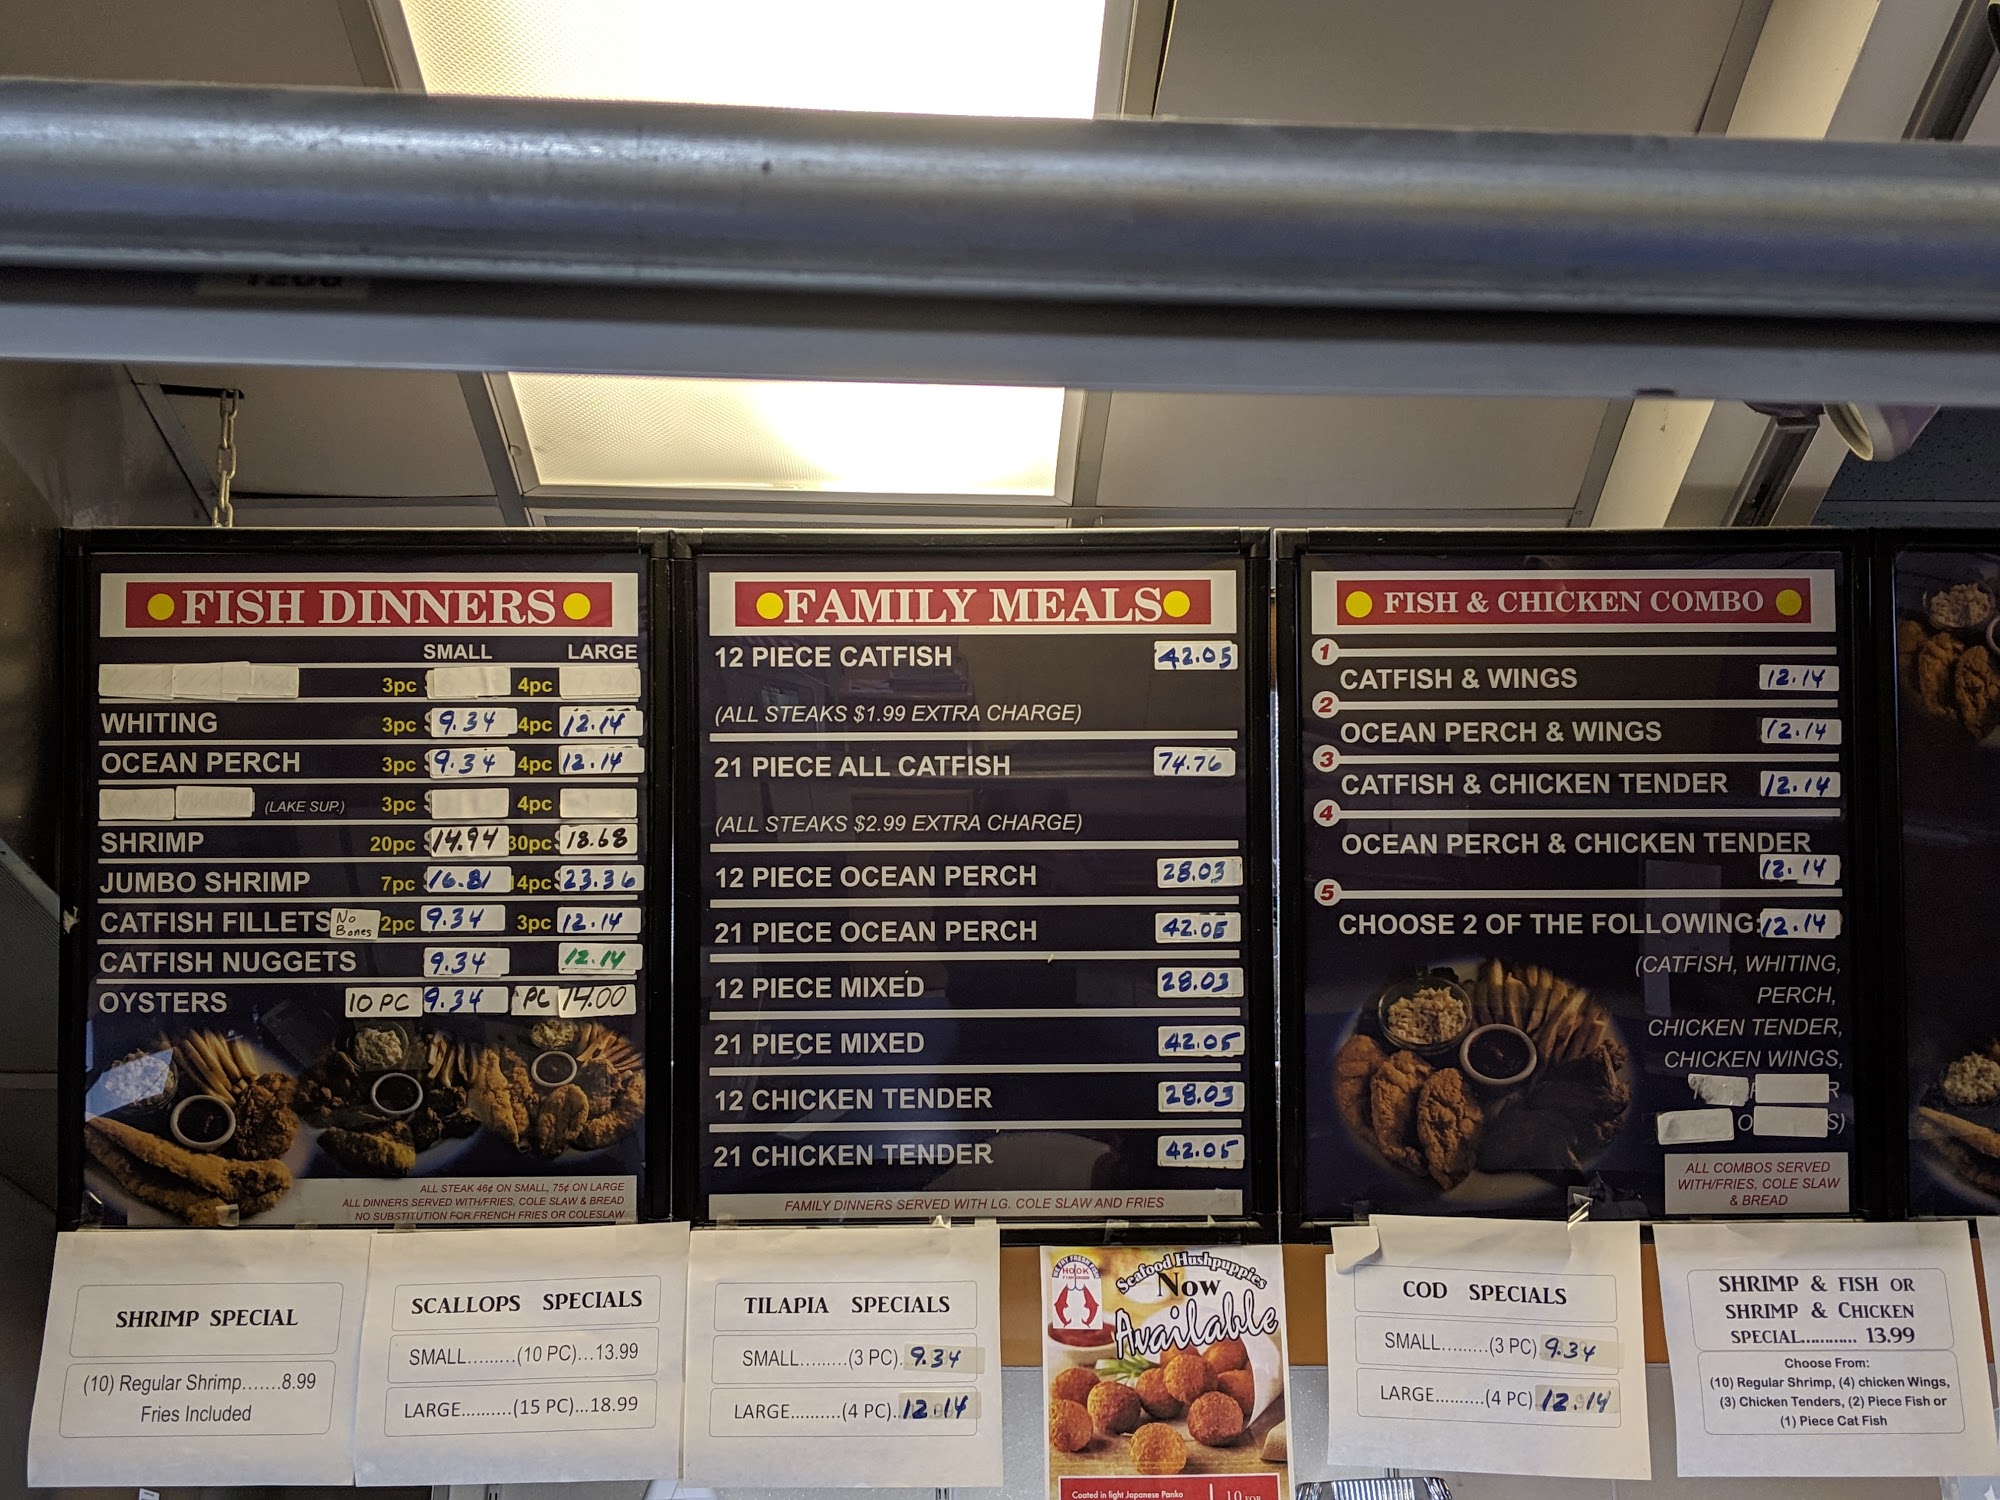 FISH DINNERS
SMALL LARGE
3pc 4pc
WHITING 3pc 9.34 4pc 12.14
OCEAN PERCH 3pc 9.34 4pc 12.14
(LAKE SUP.) 3pc 4pc
SHRIMP 20pc 14.94 30pc 18.68
JUMBO SHRIMP 7pc 16.81 14pc 23.36
CATFISH FILLETS No Bones 2pc 9.34 3pc 12.14
CATFISH NUGGETS 9.34 12.14
OYSTERS 10 PC 9.34 PC 14.00
ALL STEAK 46¢ ON SMALL, 75¢ ON LARGE
ALL DINNERS SERVED WITH/FRIES, COLE SLAW & BREAD
NO SUBSTITUTION FOR FRENCH FRIES OR COLESLAW
FAMILY MEALS
12 PIECE CATFISH 42.05
(ALL STEAKS $1.99 EXTRA CHARGE)
21 PIECE ALL CATFISH 74.76
(ALL STEAKS $2.99 EXTRA CHARGE)
12 PIECE OCEAN PERCH 28.03
21 PIECE OCEAN PERCH 42.05
12 PIECE MIXED 28.03
21 PIECE MIXED 42.05
12 CHICKEN TENDER 28.03
21 CHICKEN TENDER 42.05
FAMILY DINNERS SERVED WITH LG. COLE SLAW AND FRIES
FISH & CHICKEN COMBO
1
CATFISH & WINGS 12.14
2
OCEAN PERCH & WINGS 12.14
3
CATFISH & CHICKEN TENDER 12.14
4
OCEAN PERCH & CHICKEN TENDER
12.14
5
CHOOSE 2 OF THE FOLLOWING: 12.14
(CATFISH, WHITING,
PERCH,
CHICKEN TENDER,
CHICKEN WINGS,
R
O S)
ALL COMBOS SERVED
WITH/FRIES, COLE SLAW
& BREAD
SHRIMP SPECIAL
(10) Regular Shrimp.......8.99
Fries Included
SCALLOPS SPECIALS
SMALL.........(10 PC)...13.99
LARGE.........(15 PC)...18.99
TILAPIA SPECIALS
SMALL.........(3 PC). 9.34
LARGE..........(4 PC). 12.14
HOOK
Seafood Hushpuppies
Now
Available
Coated in light Japanese Panko
10 FOR
COD SPECIALS
SMALL.........(3 PC) 9.34
LARGE.........(4 PC) 12.14
SHRIMP & FISH OR
SHRIMP & CHICKEN
SPECIAL............ 13.99
Choose From:
(10) Regular Shrimp, (4) chicken Wings,
(3) Chicken Tenders, (2) Piece Fish or
(1) Piece Cat Fish